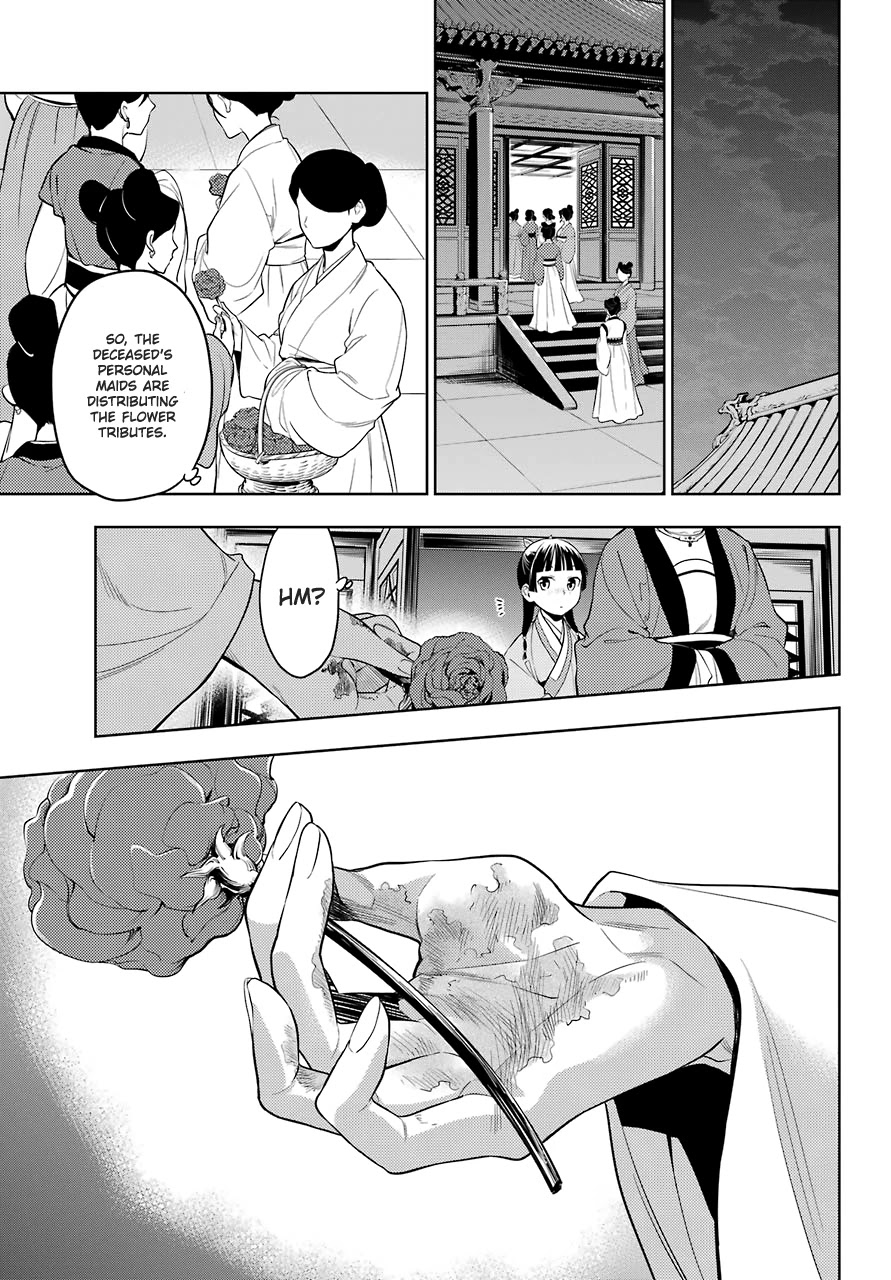 SO, THE
DECEASED'S
PERSONAL
MAIDS ARE
DISTRIBUTING
THE FLOWER
TRIBUTES.
HM?